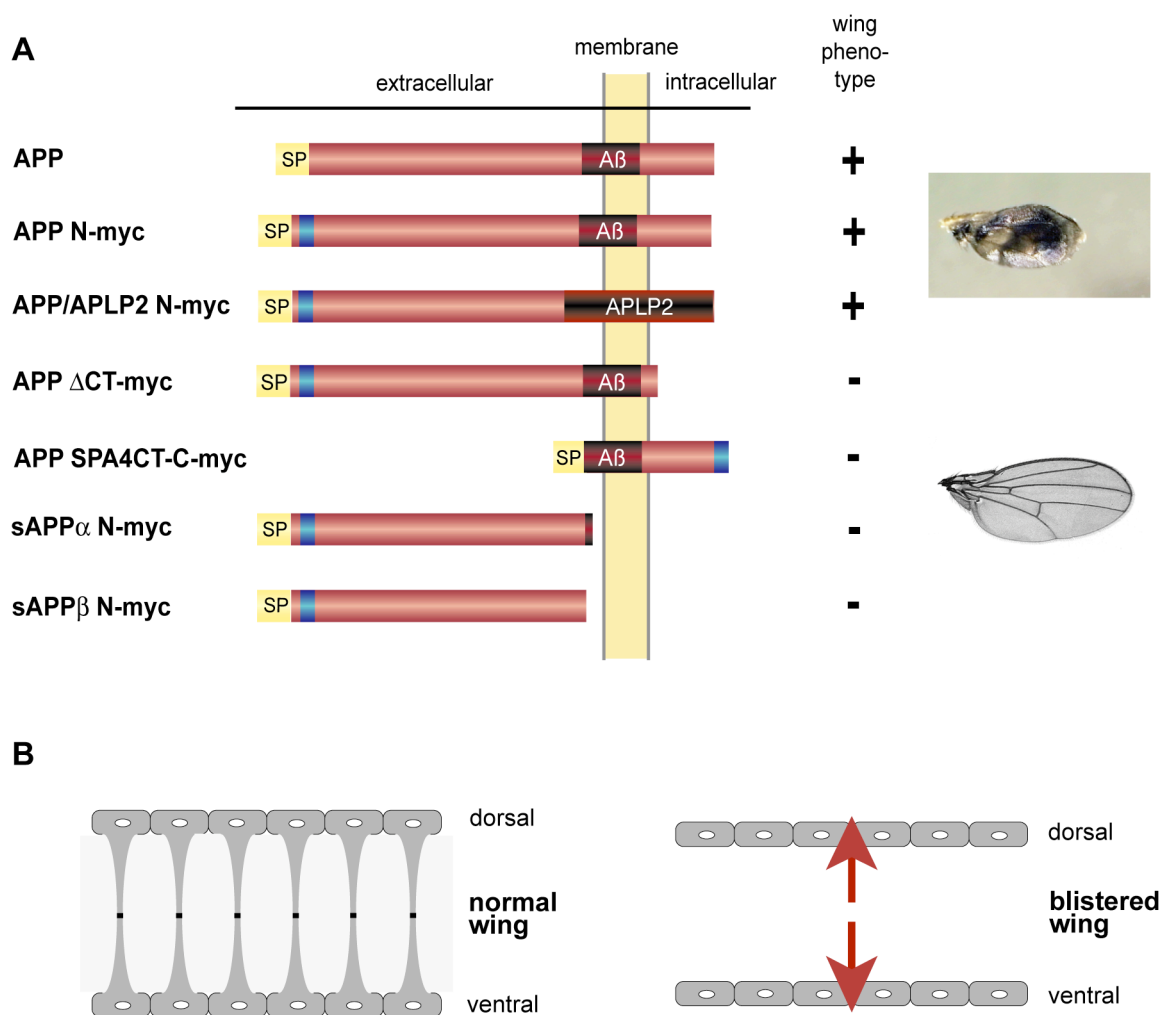 A
membrane
extracellular
intracellular
wing
pheno-
type
APP
SP
Aß
+
APP N-myc
SP
Aß
+
APP/APLP2 N-myc
SP
APLP2
+
APP ΔCT-myc
SP
Aß
-
APP SPA4CT-C-myc
SP
Aß
-
sAPPα N-myc
SP
-
sAPPβ N-myc
SP
-
B
dorsal
normal
wing
ventral
dorsal
blistered
wing
ventral